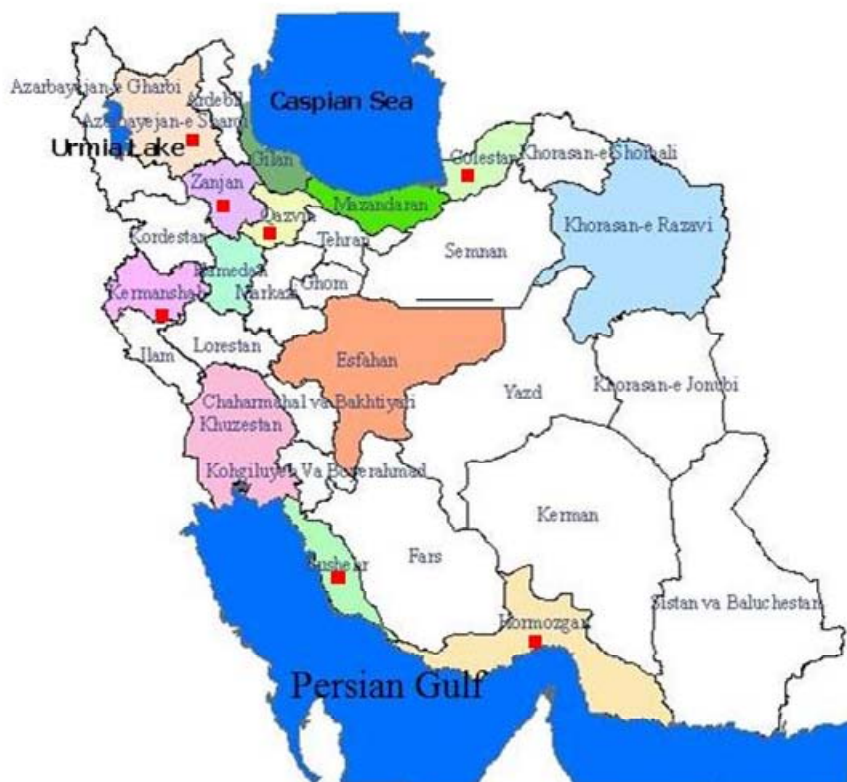 Azarbayejan-e Gharbi
Ardebil
Caspian Sea
Azarbayejan-e Sharqi
Urmia Lake
Gilan
Golestan
Khorasan-e Shomali
Zanjan
Mazandaran
Qazvin
Khorasan-e Razavi
Kordestan
Tehran
Semnan
Hamedan
Kermanshah
Markazi
Ghom
Ilam
Lorestan
Esfahan
Yazd
Khorasan-e Jonubi
Chaharmahal va Bakhtiyari
Khuzestan
Kohgiluyeh Va Boyerahmad
Kerman
Fars
Bushehr
Sistan va Baluchestan
Hormozgan
Persian Gulf